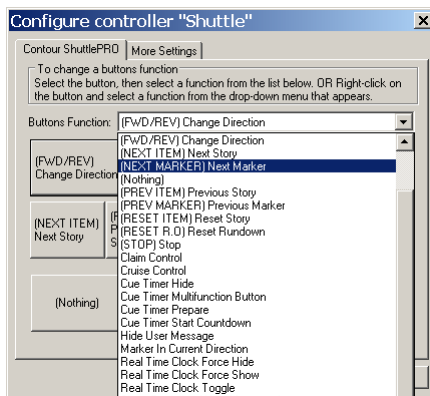 Configure controller "Shuttle"
Contour ShuttlePRO
More Settings
To change a buttons function
Select the button, then select a function from the list below. OR Right-click on
the button and select a function from the drop-down menu that appears.
Buttons Function:
(FWD/REV) Change Direction
(FWD/REV) Change Direction
(NEXT ITEM) Next Story
(NEXT MARKER) Next Marker
(Nothing)
(PREV ITEM) Previous Story
(PREV MARKER) Previous Marker
(RESET ITEM) Reset Story
(RESET R.O) Reset Rundown
(STOP) Stop
Claim Control
Cruise Control
Cue Timer Hide
Cue Timer Multifunction Button
Cue Timer Prepare
Cue Timer Start Countdown
Hide User Message
Marker In Current Direction
Real Time Clock Force Hide
Real Time Clock Force Show
Real Time Clock Toggle
(FWD/REV)
Change Direction
(NEXT ITEM)
Next Story
(Nothing)